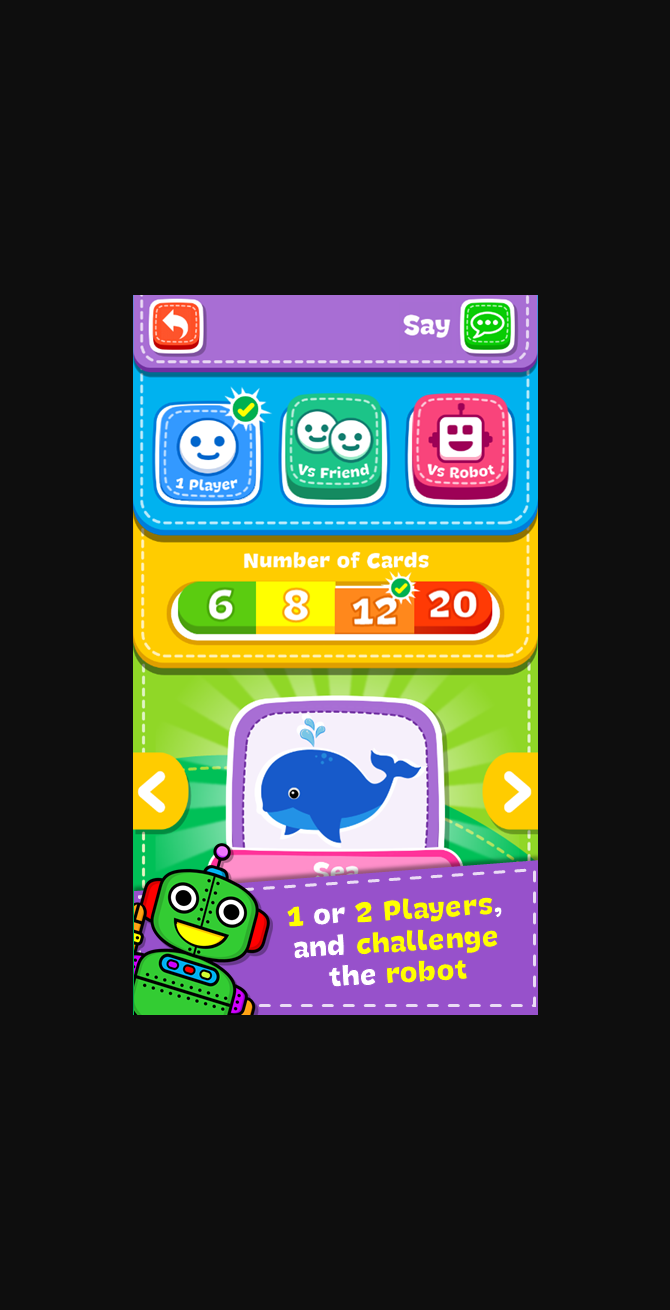 Say
1 Player
Vs Friend
Vs Robot
Number of Cards
6 8 12 20
Sea
1 or 2 Players,
and challenge
the robot